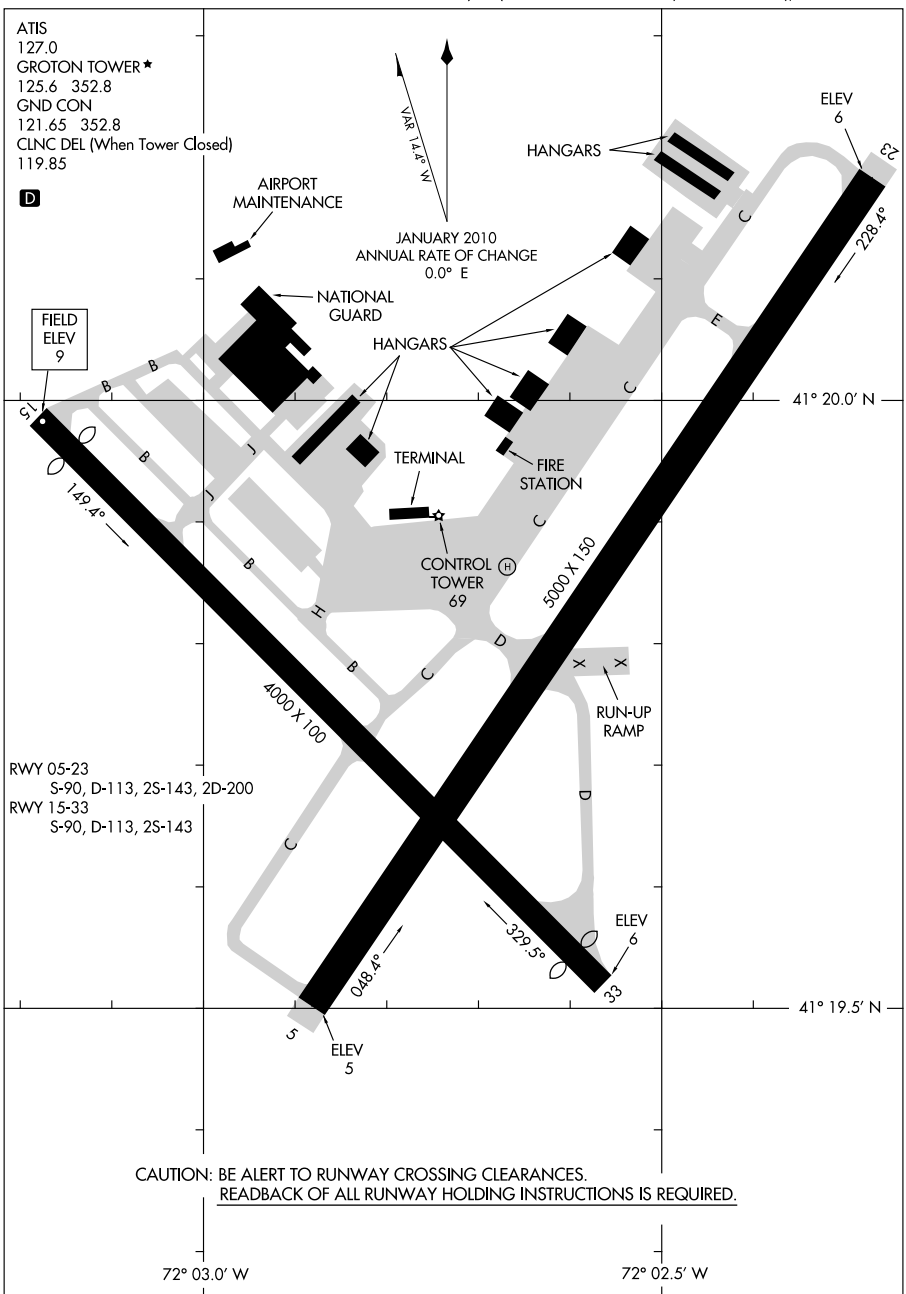 ATIS
127.0
GROTON TOWER★
125.6 352.8
GND CON
121.65 352.8
CLNC DEL (When Tower Closed)
119.85
D
VAR 14.4° W
JANUARY 2010
ANNUAL RATE OF CHANGE
0.0° E
HANGARS
ELEV
6
23
228.4°
AIRPORT
MAINTENANCE
NATIONAL
GUARD
HANGARS
FIELD
ELEV
9
15
149.4°
B
B
B
J
J
B
H
B
C
C
C
C
C
E
D
D
41° 20.0' N
TERMINAL
FIRE
STATION
CONTROL
TOWER
69
H
5000 X 150
X X
RUN-UP
RAMP
4000 X 100
RWY 05-23
S-90, D-113, 2S-143, 2D-200
RWY 15-33
S-90, D-113, 2S-143
048.4°
329.5°
ELEV
6
33
41° 19.5' N
5
ELEV
5
CAUTION: BE ALERT TO RUNWAY CROSSING CLEARANCES.
READBACK OF ALL RUNWAY HOLDING INSTRUCTIONS IS REQUIRED.
72° 03.0' W
72° 02.5' W